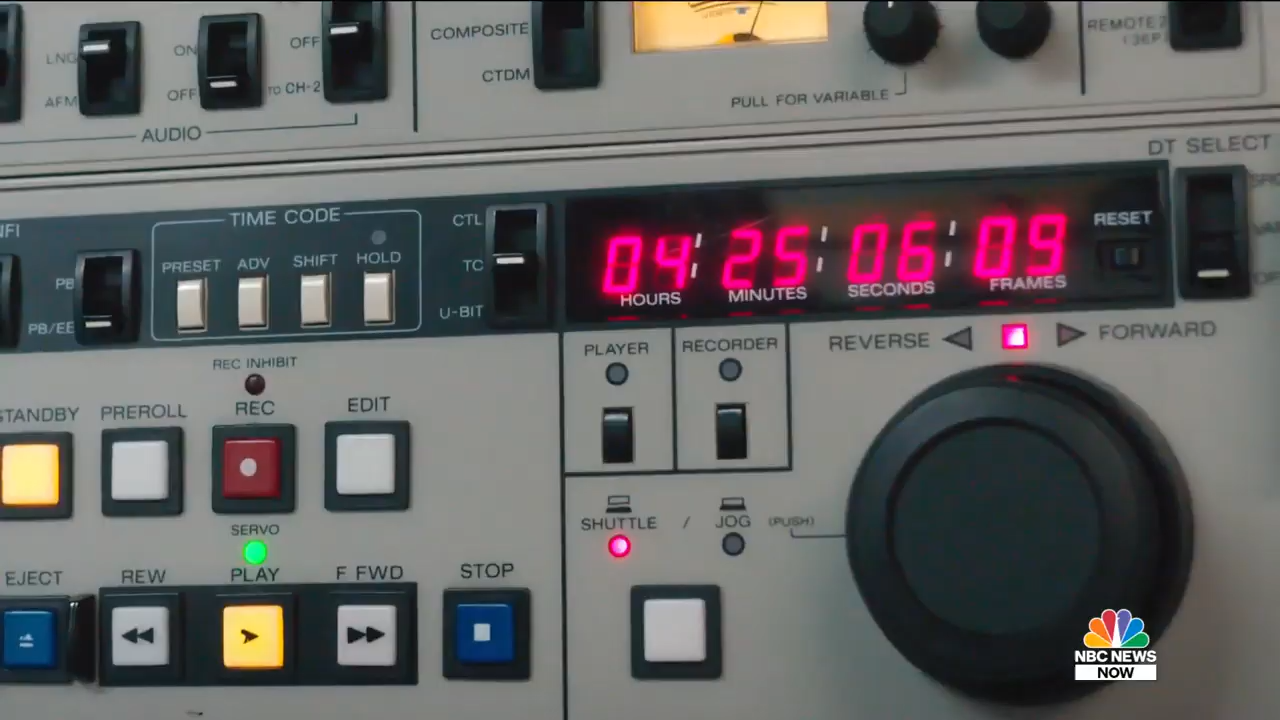 COMPOSITE
OFF
ON
LNG
CTDM
OFF
TO CH-2
AFM
PULL FOR VARIABLE
AUDIO
DT SELECT
TIME CODE
CTL
RESET
PRESET ADV SHIFT HOLD
TC
04 25 06 09
PB
HOURS MINUTES SECONDS FRAMES
U-BIT
PB/EE
REVERSE FORWARD
PLAYER RECORDER
REC INHIBIT
STANDBY PREROLL REC EDIT
SERVO
SHUTTLE / JOG (PUSH)
EJECT REW PLAY F FWD STOP
NBC NEWS
NOW